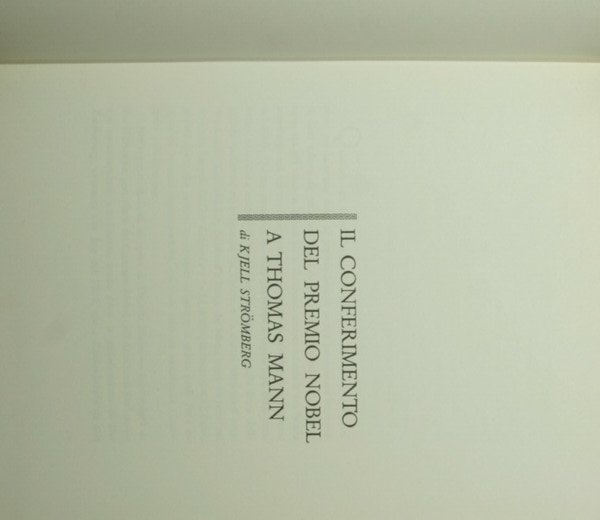 IL CONFERIMENTO
DEL PREMIO NOBEL
A THOMAS MANN
di KJELL STRÖMBERG